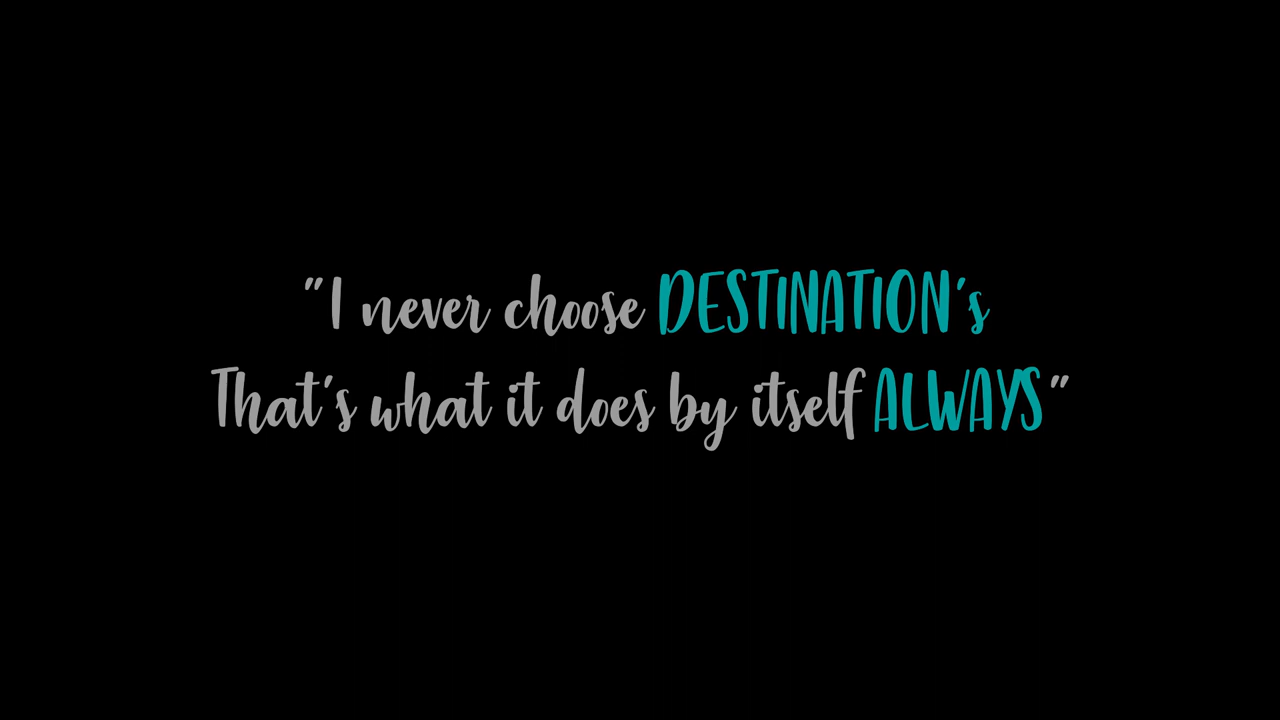 "I never choose DESTINATION's
That's what it does by itself ALWAYS"